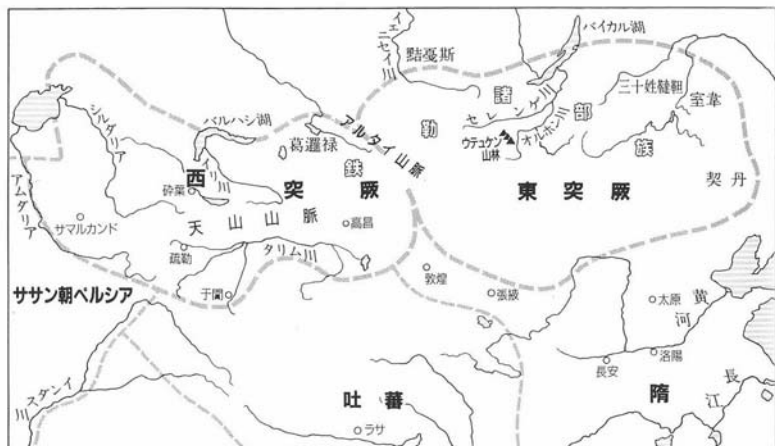 バイカル湖
イェニセイ川
黠戛斯
諸
セレンゲ川
三十姓韃靼
室韋
シルダリア
バルハシ湖
アルタイ山脈
勒
部
ウテュケン山林
オルホン川
族
葛邏禄
鉄
西
イリ川
突厥
東突厥
契丹
アムダリア
砕葉
サマルカンド
天山山脈
高昌
疏勒
タリム川
敦煌
ササン朝ペルシア
于闐
張掖
太原
黄河
長安
洛陽
インダス川
吐蕃
隋
長江
ラサ